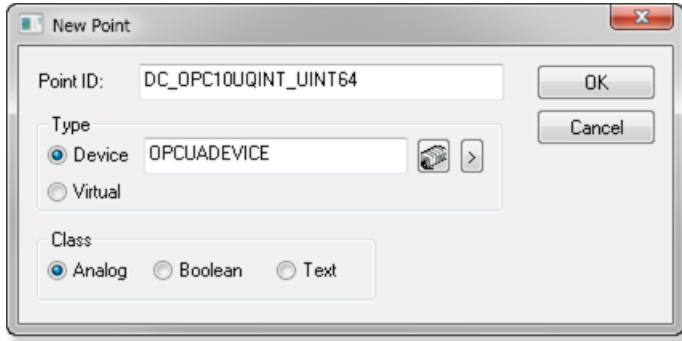 New Point
Point ID: DC_OPC10UQINT_UINT64 OK
Type Cancel
Device OPCUADEVICE >
Virtual
Class
Analog Boolean Text